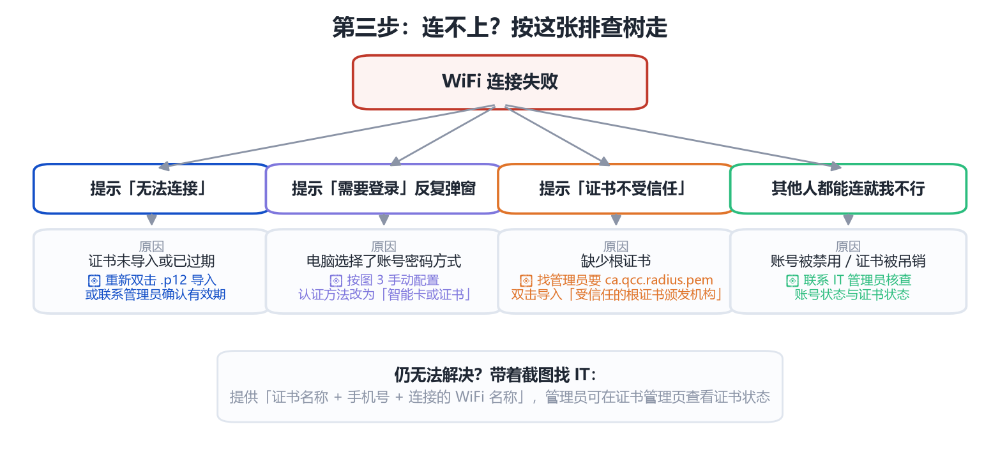 第三步：连不上？按这张排查树走
WiFi 连接失败
提示「无法连接」
提示「需要登录」反复弹窗
提示「证书不受信任」
其他人都能连就我不行
原因
证书未导入或已过期
重新双击 .p12 导入
或联系管理员确认有效期
原因
电脑选择了账号密码方式
按图 3 手动配置
认证方法改为「智能卡或证书」
原因
缺少根证书
找管理员要 ca.qcc.radius.pem
双击导入「受信任的根证书颁发机构」
原因
账号被禁用 / 证书被吊销
联系 IT 管理员核查
账号状态与证书状态
仍无法解决？带着截图找 IT：
提供「证书名称 + 手机号 + 连接的 WiFi 名称」，管理员可在证书管理页查看证书状态